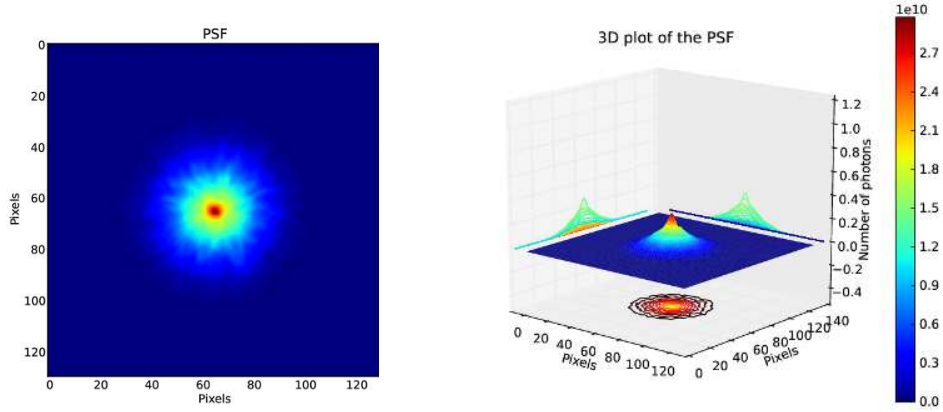 PSF
0
20
40
60
80
100
120
Pixels
0 20 40 60 80 100 120
Pixels
3D plot of the PSF
1.2
1.0
0.8
0.6
0.4
0.2
0.0
−0.2
−0.4
Number of photons
0 20 40 60 80 100 120
Pixels
0 20 40 60 80 100 120 140
Pixels
1e10
2.7
2.4
2.1
1.8
1.5
1.2
0.9
0.6
0.3
0.0